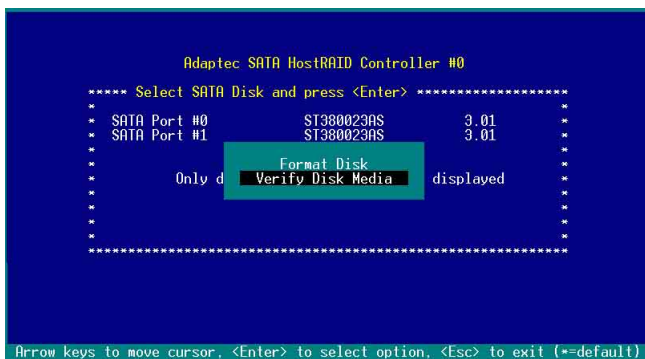 Adaptec SATA HostRAID Controller #0
***** Select SATA Disk and press <Enter> *******************
* SATA Port #0 ST380023AS 3.01 *
* SATA Port #1 ST380023AS 3.01 *
Format Disk
Only d Verify Disk Media displayed
************************************************************
Arrow keys to move cursor, <Enter> to select option, <Esc> to exit (*=default)